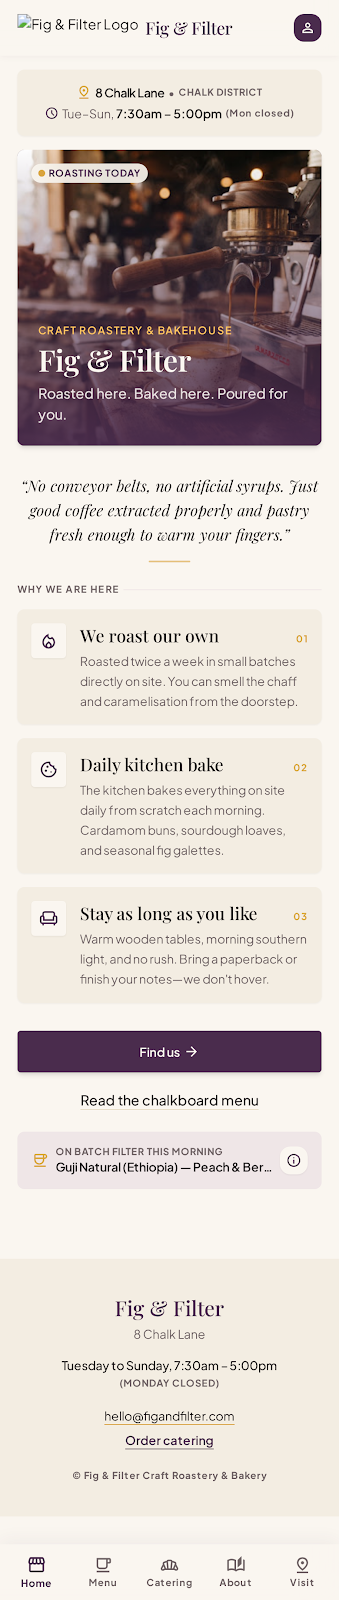 Fig & Filter Logo Fig & Filter
8 Chalk Lane • CHALK DISTRICT
Tue–Sun, 7:30am – 5:00pm (Mon closed)
ROASTING TODAY
CRAFT ROASTERY & BAKEHOUSE
Fig & Filter
Roasted here. Baked here. Poured for
you.
“No conveyor belts, no artificial syrups. Just
good coffee extracted properly and pastry
fresh enough to warm your fingers.”
WHY WE ARE HERE
We roast our own 01
Roasted twice a week in small batches
directly on site. You can smell the chaff
and caramelisation from the doorstep.
Daily kitchen bake 02
The kitchen bakes everything on site
daily from scratch each morning.
Cardamom buns, sourdough loaves,
and seasonal fig galettes.
Stay as long as you like 03
Warm wooden tables, morning southern
light, and no rush. Bring a paperback or
finish your notes—we don't hover.
Find us →
Read the chalkboard menu
ON BATCH FILTER THIS MORNING
Guji Natural (Ethiopia) — Peach & Ber...
Fig & Filter
8 Chalk Lane
Tuesday to Sunday, 7:30am – 5:00pm
(MONDAY CLOSED)
hello@figandfilter.com
Order catering
© Fig & Filter Craft Roastery & Bakery
Home Menu Catering About Visit